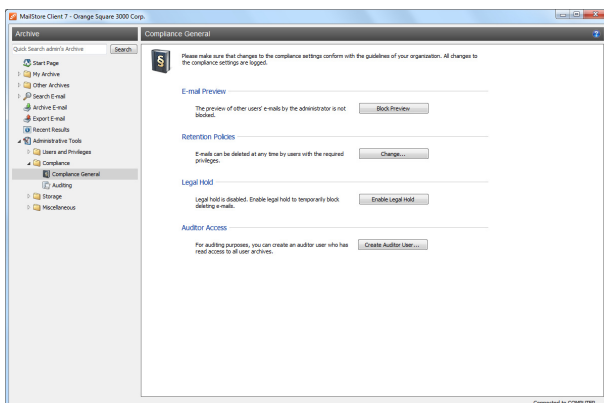 MailStore Client 7 - Orange Square 3000 Corp.
Archive
Compliance General
Quick Search admin's Archive
Search
Start Page
My Archive
Other Archives
Search E-mail
Archive E-mail
Export E-mail
Recent Results
Administrative Tools
Users and Privileges
Compliance
Compliance General
Auditing
Storage
Miscellaneous
§
Please make sure that changes to the compliance settings conform with the guidelines of your organization. All changes to
the compliance settings are logged.
E-mail Preview
The preview of other users' e-mails by the administrator is not
blocked.
Block Preview
Retention Policies
E-mails can be deleted at any time by users with the required
privileges.
Change...
Legal Hold
Legal hold is disabled. Enable legal hold to temporarily block
deleting e-mails.
Enable Legal Hold
Auditor Access
For auditing purposes, you can create an auditor user who has
read access to all user archives.
Create Auditor User...
Connected to COMPUTER